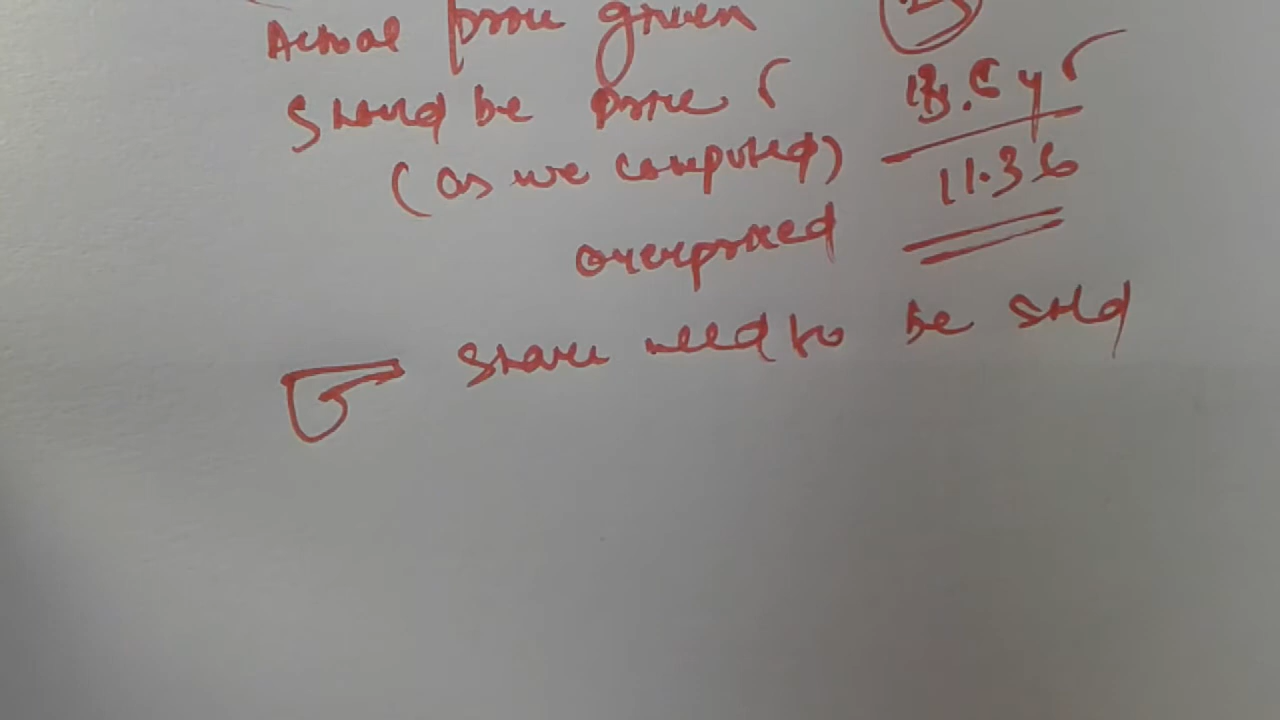 Actual price given
Should be price
(as we computed)
11.36
overpriced
Share need to be sold